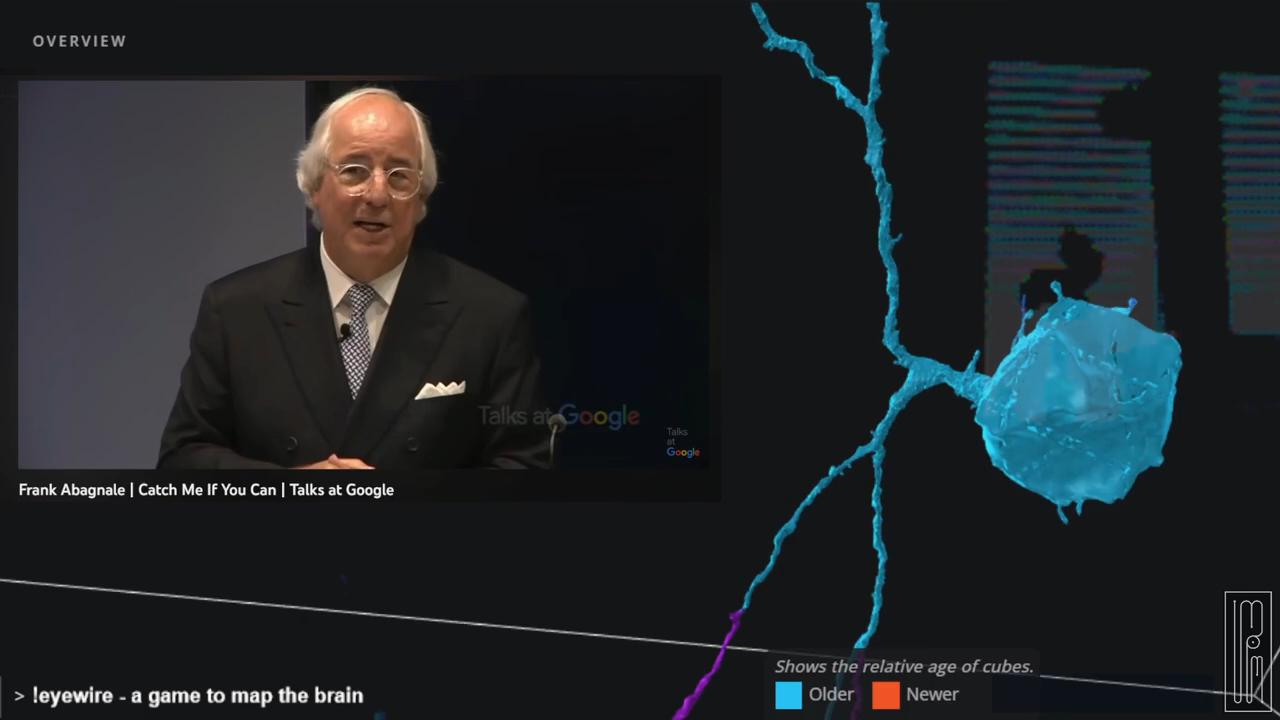 OVERVIEW
Talks at Google
Talks
at
Google
Frank Abagnale | Catch Me If You Can | Talks at Google
Shows the relative age of cubes.
Older Newer
> !eyewire - a game to map the brain